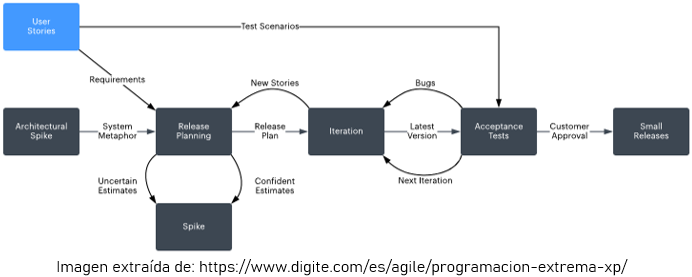 User
Stories
Test Scenarios
Requirements
New Stories
Bugs
Architectural
Spike
System
Metaphor
Release
Planning
Release
Plan
Iteration
Latest
Version
Acceptance
Tests
Customer
Approval
Small
Releases
Uncertain
Estimates
Confident
Estimates
Next Iteration
Spike
Imagen extraída de: https://www.digite.com/es/agile/programacion-extrema-xp/